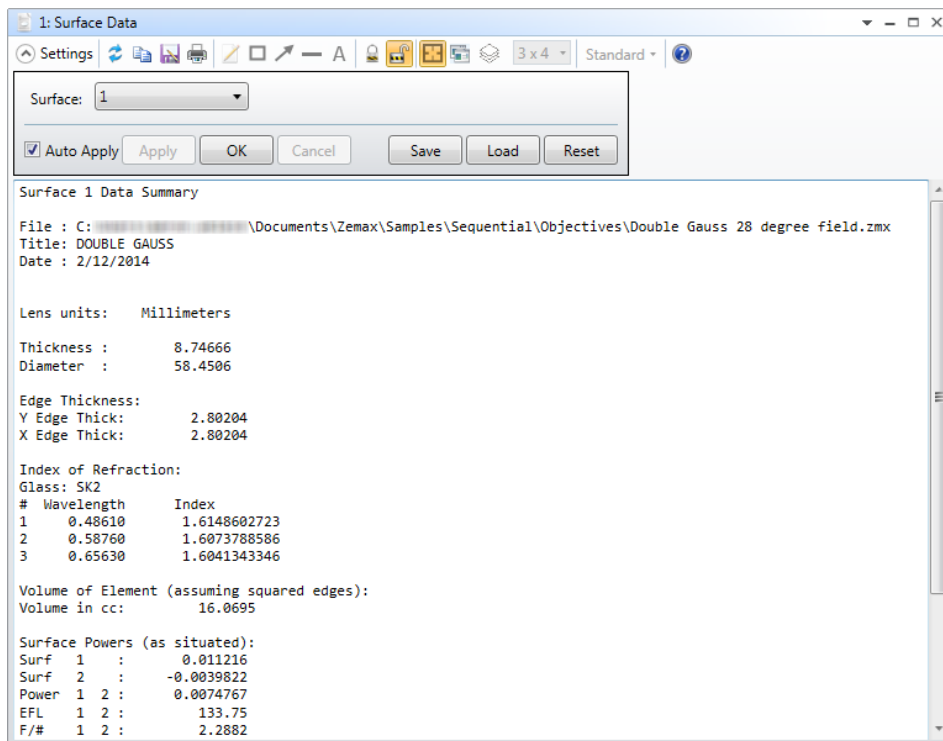 1: Surface Data
Settings A 3 x 4 Standard
Surface: 1
Auto Apply Apply OK Cancel Save Load Reset
Surface 1 Data Summary
File : C: \Documents\Zemax\Samples\Sequential\Objectives\Double Gauss 28 degree field.zmx
Title: DOUBLE GAUSS
Date : 2/12/2014
Lens units: Millimeters
Thickness : 8.74666
Diameter : 58.4506
Edge Thickness:
Y Edge Thick: 2.80204
X Edge Thick: 2.80204
Index of Refraction:
Glass: SK2
# Wavelength Index
1 0.48610 1.6148602723
2 0.58760 1.6073788586
3 0.65630 1.6041343346
Volume of Element (assuming squared edges):
Volume in cc: 16.0695
Surface Powers (as situated):
Surf 1 : 0.011216
Surf 2 : -0.0039822
Power 1 2 : 0.0074767
EFL 1 2 : 133.75
F/# 1 2 : 2.2882